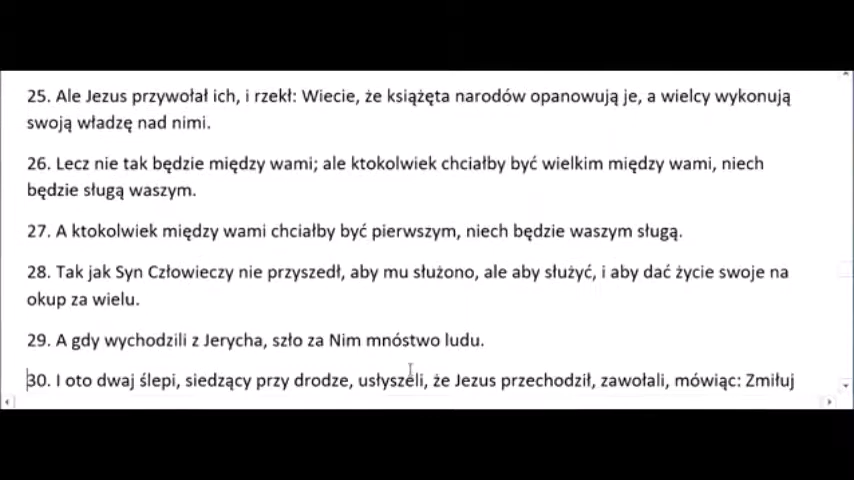 25. Ale Jezus przywołał ich, i rzekł: Wiecie, że książęta narodów opanowują je, a wielcy wykonują
swoją władzę nad nimi.
26. Lecz nie tak będzie między wami; ale ktokolwiek chciałby być wielkim między wami, niech
będzie sługą waszym.
27. A ktokolwiek między wami chciałby być pierwszym, niech będzie waszym sługą.
28. Tak jak Syn Człowieczy nie przyszedł, aby mu służono, ale aby służyć, i aby dać życie swoje na
okup za wielu.
29. A gdy wychodzili z Jerycha, szło za Nim mnóstwo ludu.
30. I oto dwaj ślepi, siedzący przy drodze, usłyszeli, że Jezus przechodził, zawołali, mówiąc: Zmiłuj